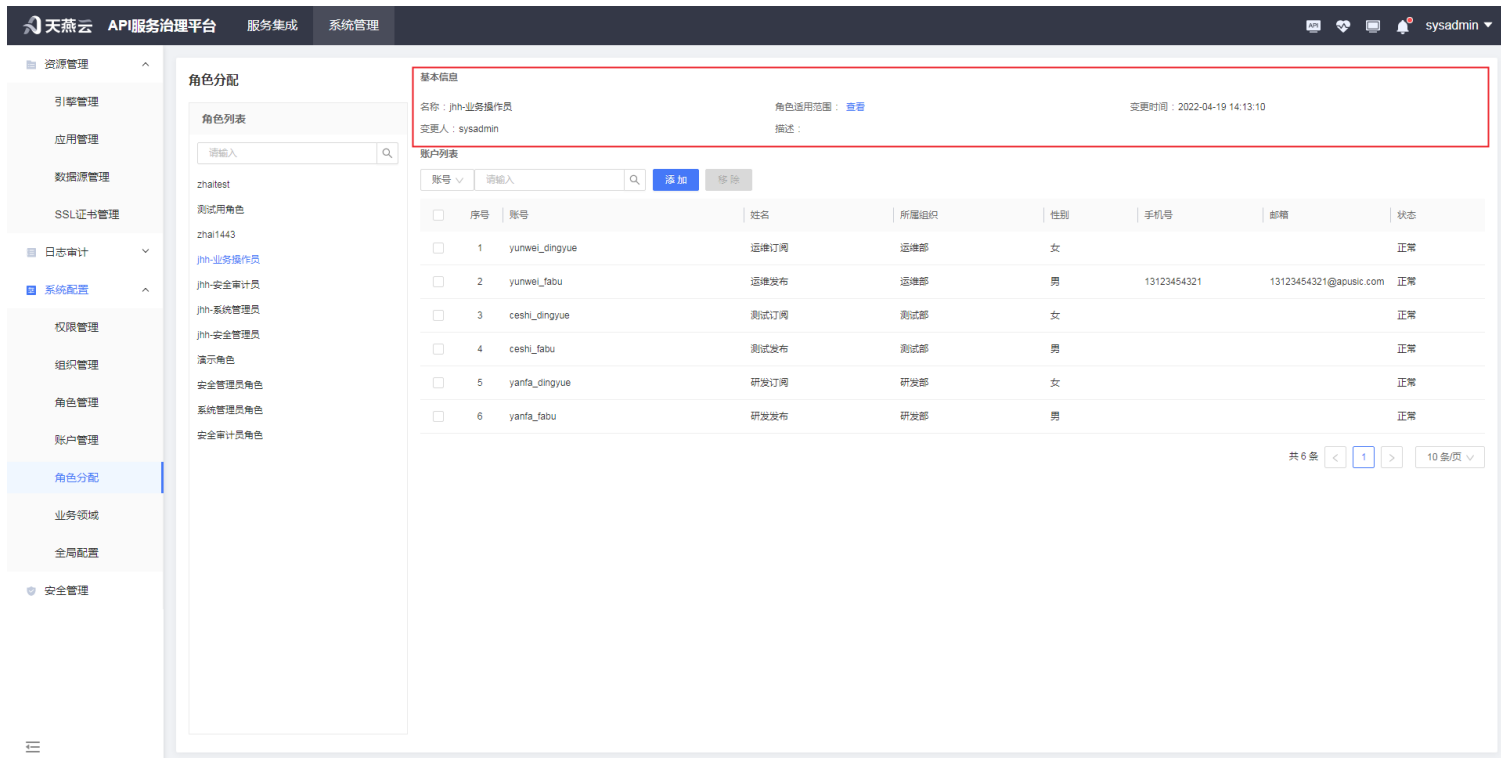 天燕云 API服务治理平台 服务集成 系统管理 API sysadmin
资源管理
引擎管理
应用管理
数据源管理
SSL证书管理
日志审计
系统配置
权限管理
组织管理
角色管理
账户管理
角色分配
业务领域
全局配置
安全管理
角色分配
角色列表
请输入
zhaitest
测试用角色
zhai1443
jhh-业务操作员
jhh-安全审计员
jhh-系统管理员
jhh-安全管理员
演示角色
安全管理员角色
系统管理员角色
安全审计员角色
基本信息
名称：jhh-业务操作员 角色适用范围： 查看 变更时间：2022-04-19 14:13:10
变更人：sysadmin 描述：
账户列表
账号 请输入 添 加 移 除
序号 账号 姓名 所属组织 性别 手机号 邮箱 状态
1 yunwei_dingyue 运维订阅 运维部 女 正常
2 yunwei_fabu 运维发布 运维部 男 13123454321 13123454321@apusic.com 正常
3 ceshi_dingyue 测试订阅 测试部 女 正常
4 ceshi_fabu 测试发布 测试部 男 正常
5 yanfa_dingyue 研发订阅 研发部 女 正常
6 yanfa_fabu 研发发布 研发部 男 正常
共 6 条 < 1 > 10 条/页